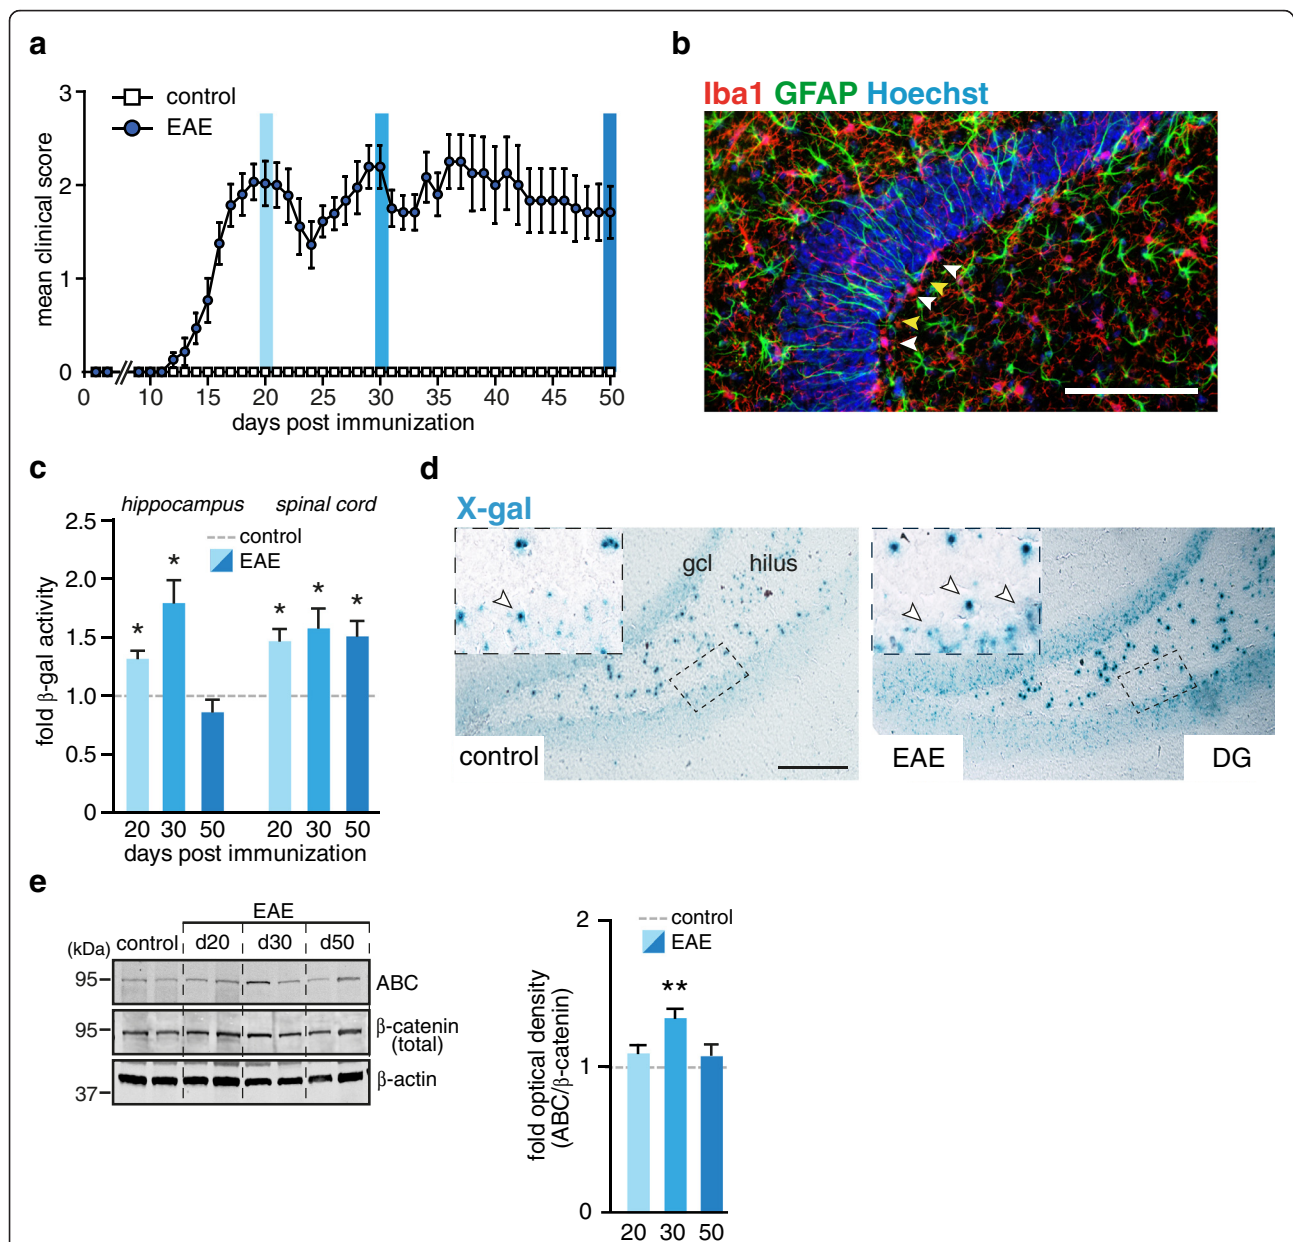 a
control
EAE
mean clinical score
3
2
1
0
0 10 15 20 25 30 35 40 45 50
days post immunization
b
Iba1 GFAP Hoechst
c
hippocampus spinal cord
control
EAE
fold β-gal activity
2.5
2.0
1.5
1.0
0.5
0
* * * * *
20 30 50 20 30 50
days post immunization
d
X-gal
gcl hilus
control
EAE DG
e
EAE
(kDa) control d20 d30 d50
95 ABC
95 β-catenin
(total)
β-actin
37
control
EAE
fold optical density
(ABC/β-catenin)
2
1
0
**
20 30 50